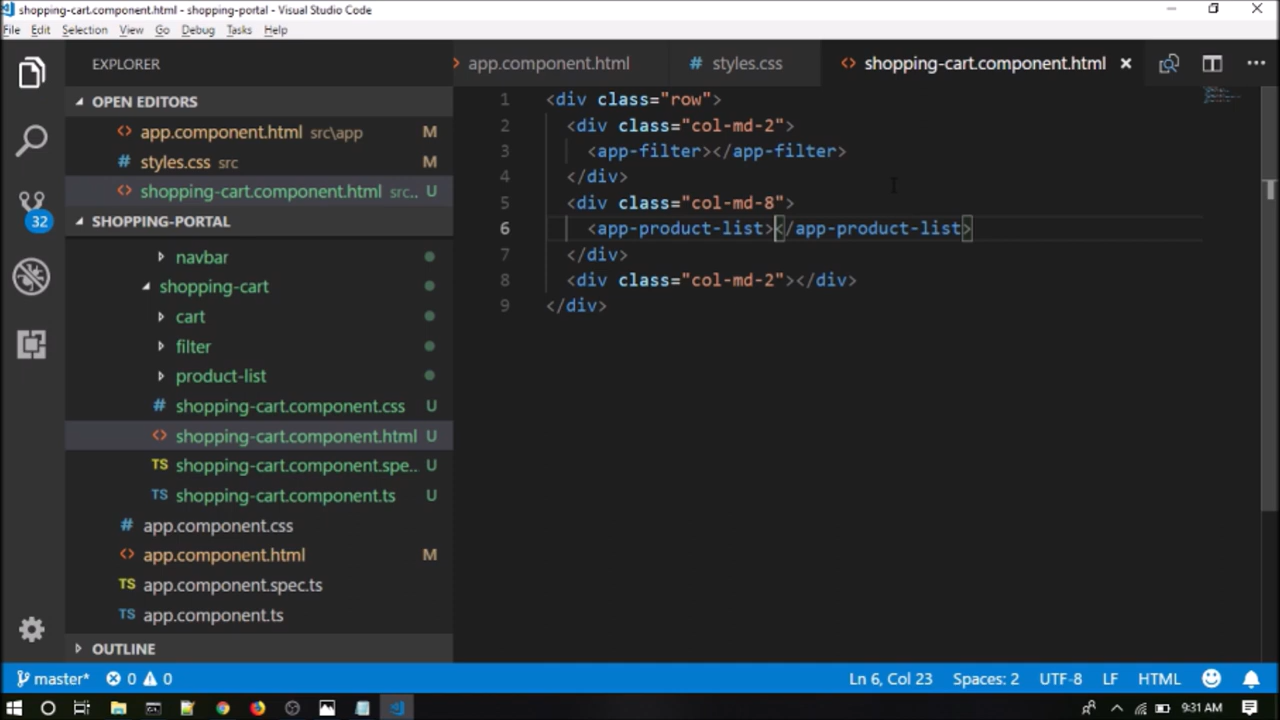 shopping-cart.component.html - shopping-portal - Visual Studio Code
File Edit Selection View Go Debug Tasks Help
EXPLORER
OPEN EDITORS
app.component.html src\app M
styles.css src M
shopping-cart.component.html src... U
SHOPPING-PORTAL
navbar
shopping-cart
cart
filter
product-list
shopping-cart.component.css U
shopping-cart.component.html U
TS shopping-cart.component.spe... U
TS shopping-cart.component.ts U
app.component.css
app.component.html M
TS app.component.spec.ts
TS app.component.ts
OUTLINE
32
app.component.html # styles.css <> shopping-cart.component.html
1 <div class="row">
2 <div class="col-md-2">
3 <app-filter></app-filter>
4 </div>
5 <div class="col-md-8">
6 <app-product-list></app-product-list>
7 </div>
8 <div class="col-md-2"></div>
9 </div>
master* 0 0 Ln 6, Col 23 Spaces: 2 UTF-8 LF HTML
9:31 AM